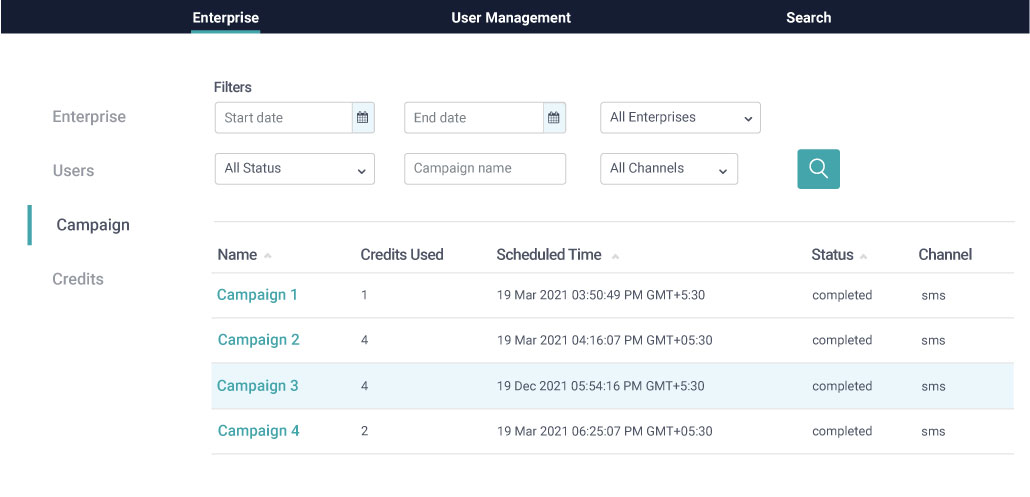 Enterprise User Management Search
Filters
Enterprise
Start date End date All Enterprises
Users
All Status Campaign name All Channels
Campaign
Name Credits Used Scheduled Time Status Channel
Credits
Campaign 1 1 19 Mar 2021 03:50:49 PM GMT+5:30 completed sms
Campaign 2 4 19 Mar 2021 04:16:07 PM GMT+05:30 completed sms
Campaign 3 4 19 Dec 2021 05:54:16 PM GMT+5:30 completed sms
Campaign 4 2 19 Mar 2021 06:25:07 PM GMT+05:30 completed sms